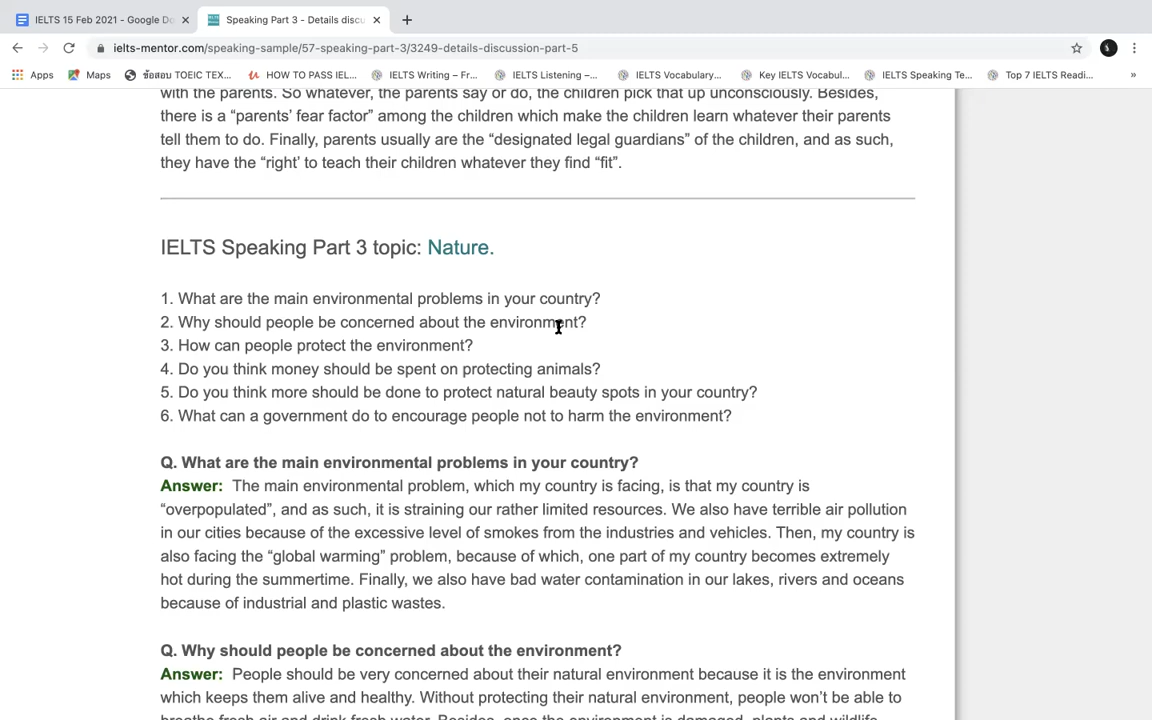 IELTS 15 Feb 2021 - Google Do
Speaking Part 3 - Details discu
ielts-mentor.com/speaking-sample/57-speaking-part-3/3249-details-discussion-part-5
Apps
Maps
ข้อสอบ TOEIC TEX...
HOW TO PASS IEL...
IELTS Writing – Fr...
IELTS Listening –...
IELTS Vocabulary...
Key IELTS Vocabul...
IELTS Speaking Te...
Top 7 IELTS Readi...
»
with the parents. So whatever, the parents say or do, the children pick that up unconsciously. Besides,
there is a “parents’ fear factor” among the children which make the children learn whatever their parents
tell them to do. Finally, parents usually are the “designated legal guardians” of the children, and as such,
they have the “right’ to teach their children whatever they find “fit”.
IELTS Speaking Part 3 topic: Nature.
1. What are the main environmental problems in your country?
2. Why should people be concerned about the environment?
3. How can people protect the environment?
4. Do you think money should be spent on protecting animals?
5. Do you think more should be done to protect natural beauty spots in your country?
6. What can a government do to encourage people not to harm the environment?
Q. What are the main environmental problems in your country?
Answer: The main environmental problem, which my country is facing, is that my country is
“overpopulated”, and as such, it is straining our rather limited resources. We also have terrible air pollution
in our cities because of the excessive level of smokes from the industries and vehicles. Then, my country is
also facing the “global warming” problem, because of which, one part of my country becomes extremely
hot during the summertime. Finally, we also have bad water contamination in our lakes, rivers and oceans
because of industrial and plastic wastes.
Q. Why should people be concerned about the environment?
Answer: People should be very concerned about their natural environment because it is the environment
which keeps them alive and healthy. Without protecting their natural environment, people won’t be able to
breathe fresh air and drink fresh water. Besides, once the environment is damaged, plants and wildlife